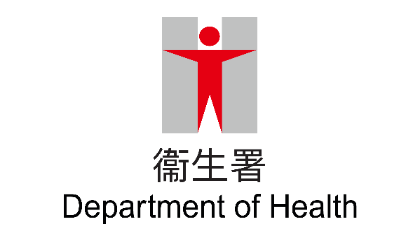 衞生署
Department of Health